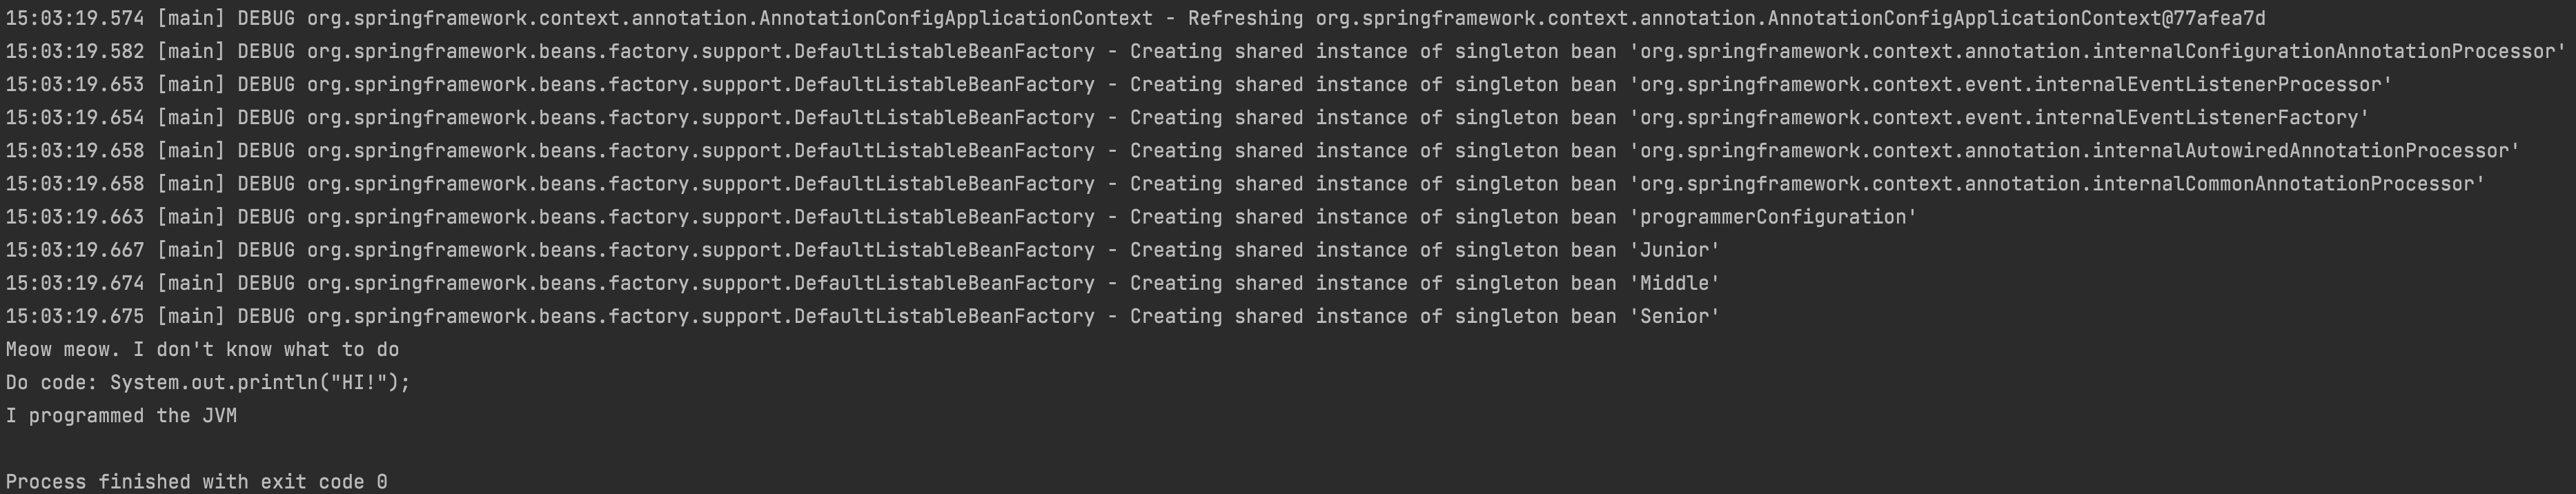 15:03:19.574 [main] DEBUG org.springframework.context.annotation.AnnotationConfigApplicationContext - Refreshing org.springframework.context.annotation.AnnotationConfigApplicationContext@77afea7d
15:03:19.582 [main] DEBUG org.springframework.beans.factory.support.DefaultListableBeanFactory - Creating shared instance of singleton bean 'org.springframework.context.annotation.internalConfigurationAnnotationProcessor'
15:03:19.653 [main] DEBUG org.springframework.beans.factory.support.DefaultListableBeanFactory - Creating shared instance of singleton bean 'org.springframework.context.event.internalEventListenerProcessor'
15:03:19.654 [main] DEBUG org.springframework.beans.factory.support.DefaultListableBeanFactory - Creating shared instance of singleton bean 'org.springframework.context.event.internalEventListenerFactory'
15:03:19.658 [main] DEBUG org.springframework.beans.factory.support.DefaultListableBeanFactory - Creating shared instance of singleton bean 'org.springframework.context.annotation.internalAutowiredAnnotationProcessor'
15:03:19.658 [main] DEBUG org.springframework.beans.factory.support.DefaultListableBeanFactory - Creating shared instance of singleton bean 'org.springframework.context.annotation.internalCommonAnnotationProcessor'
15:03:19.663 [main] DEBUG org.springframework.beans.factory.support.DefaultListableBeanFactory - Creating shared instance of singleton bean 'programmerConfiguration'
15:03:19.667 [main] DEBUG org.springframework.beans.factory.support.DefaultListableBeanFactory - Creating shared instance of singleton bean 'Junior'
15:03:19.674 [main] DEBUG org.springframework.beans.factory.support.DefaultListableBeanFactory - Creating shared instance of singleton bean 'Middle'
15:03:19.675 [main] DEBUG org.springframework.beans.factory.support.DefaultListableBeanFactory - Creating shared instance of singleton bean 'Senior'
Meow meow. I don't know what to do
Do code: System.out.println("HI!");
I programmed the JVM
Process finished with exit code 0